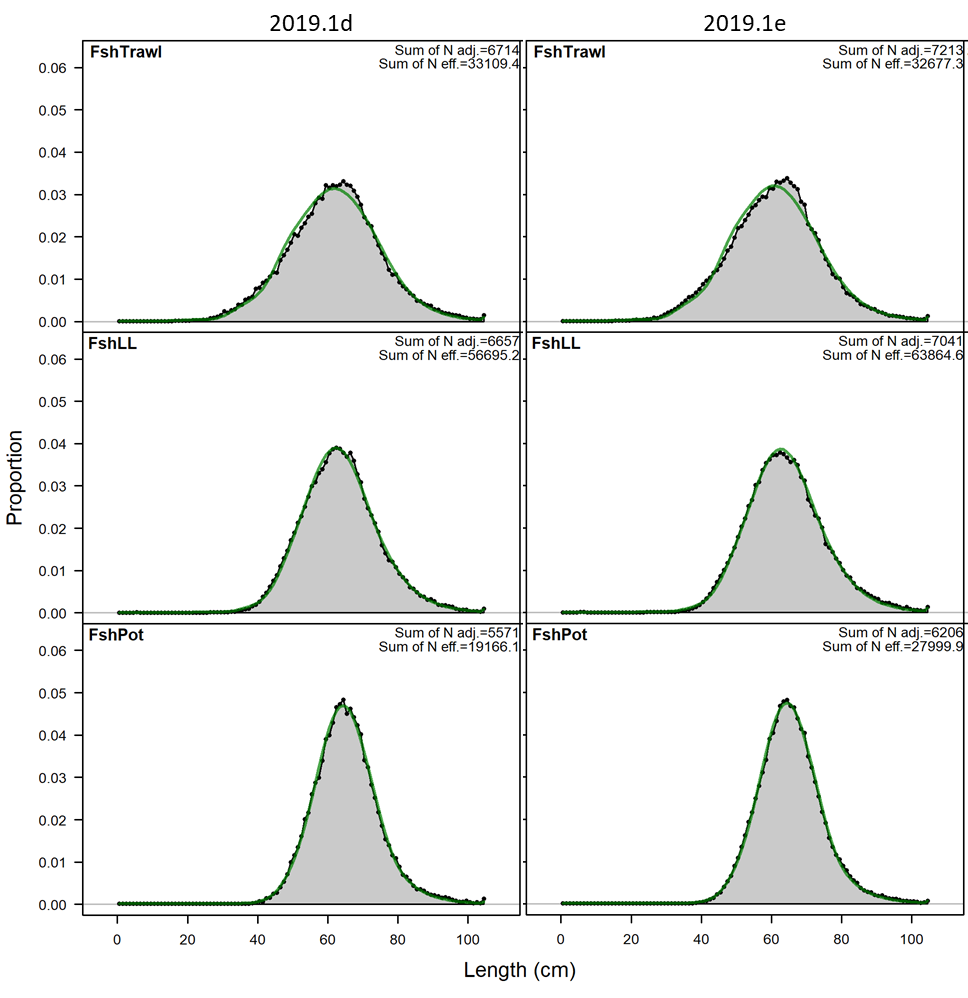 2019.1d 2019.1e
FshTrawl Sum of N adj.=6714 FshTrawl Sum of N adj.=7213
Sum of N eff.=33109.4 Sum of N eff.=32677.3
0.06
0.05
0.04
0.03
0.02
0.01
0.00
FshLL Sum of N adj.=6657 FshLL Sum of N adj.=7041
Sum of N eff.=56695.2 Sum of N eff.=63864.6
0.06
0.05
0.04
0.03
0.02
0.01
0.00
FshPot Sum of N adj.=5571 FshPot Sum of N adj.=6206
Sum of N eff.=19166.1 Sum of N eff.=27999.9
0.06
0.05
0.04
0.03
0.02
0.01
0.00
Proportion
0 20 40 60 80 100 0 20 40 60 80 100
Length (cm)